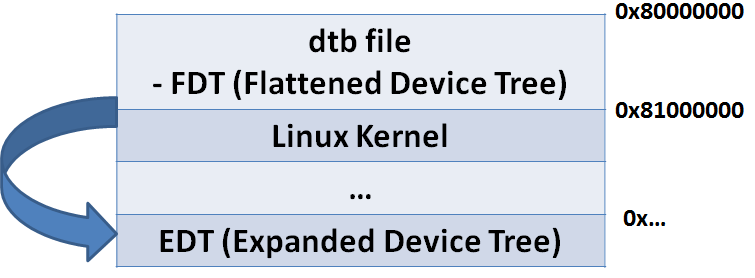 0x80000000
dtb file
- FDT (Flattened Device Tree)
0x81000000
Linux Kernel
...
0x...
EDT (Expanded Device Tree)